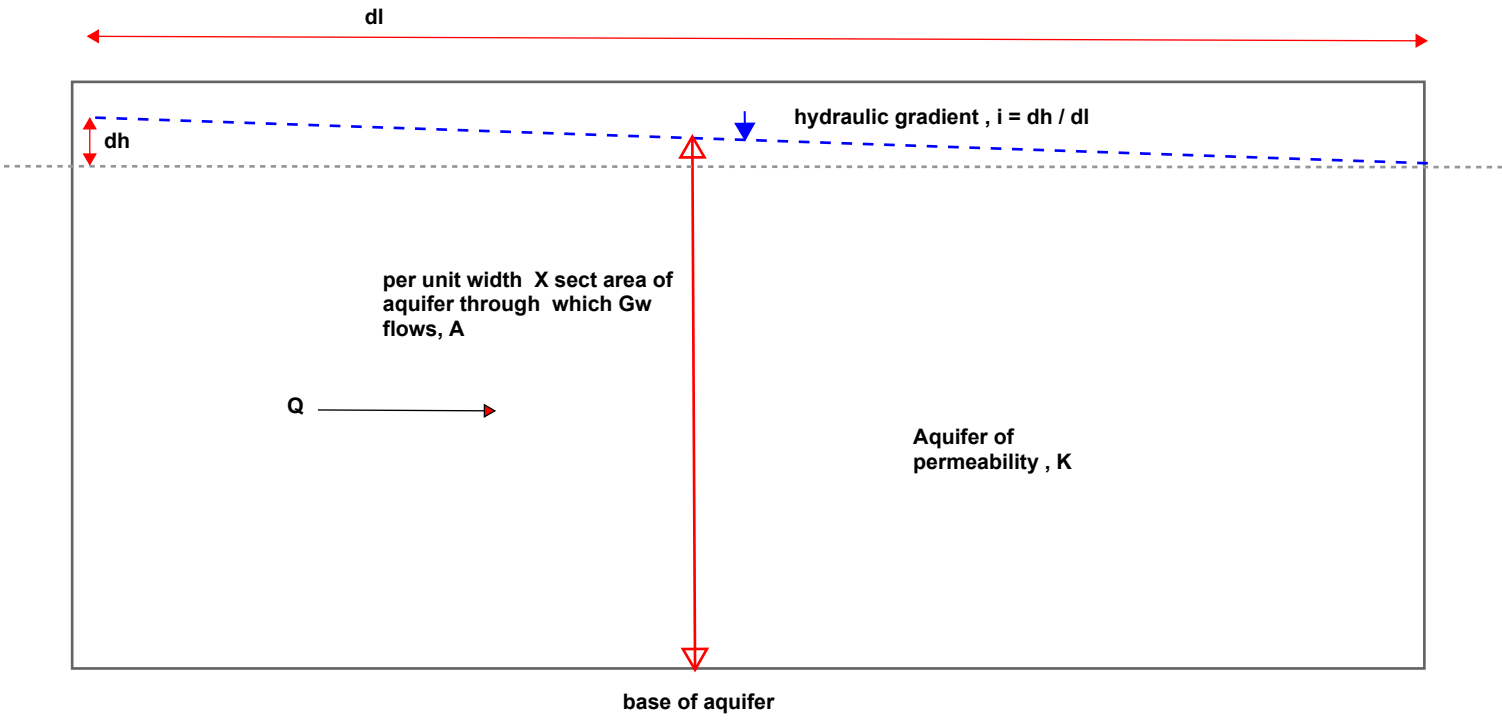 dl
hydraulic gradient , i = dh / dl
dh
per unit width  X sect area of
aquifer through  which Gw
flows, A
Q
Aquifer of
permeability , K
base of aquifer